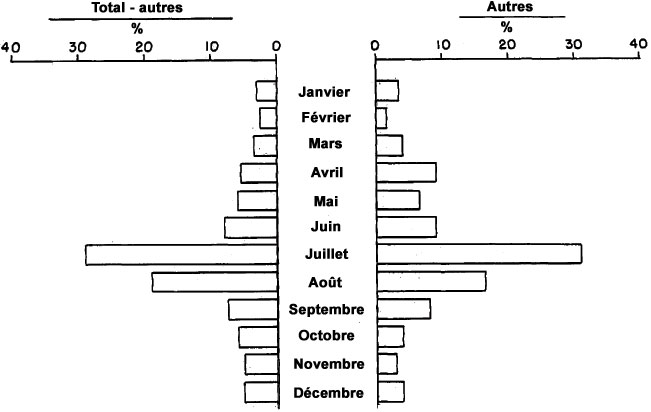 Total - autres Autres
% %
40 30 20 10 0 0 10 20 30 40
Janvier
Février
Mars
Avril
Mai
Juin
Juillet
Août
Septembre
Octobre
Novembre
Décembre